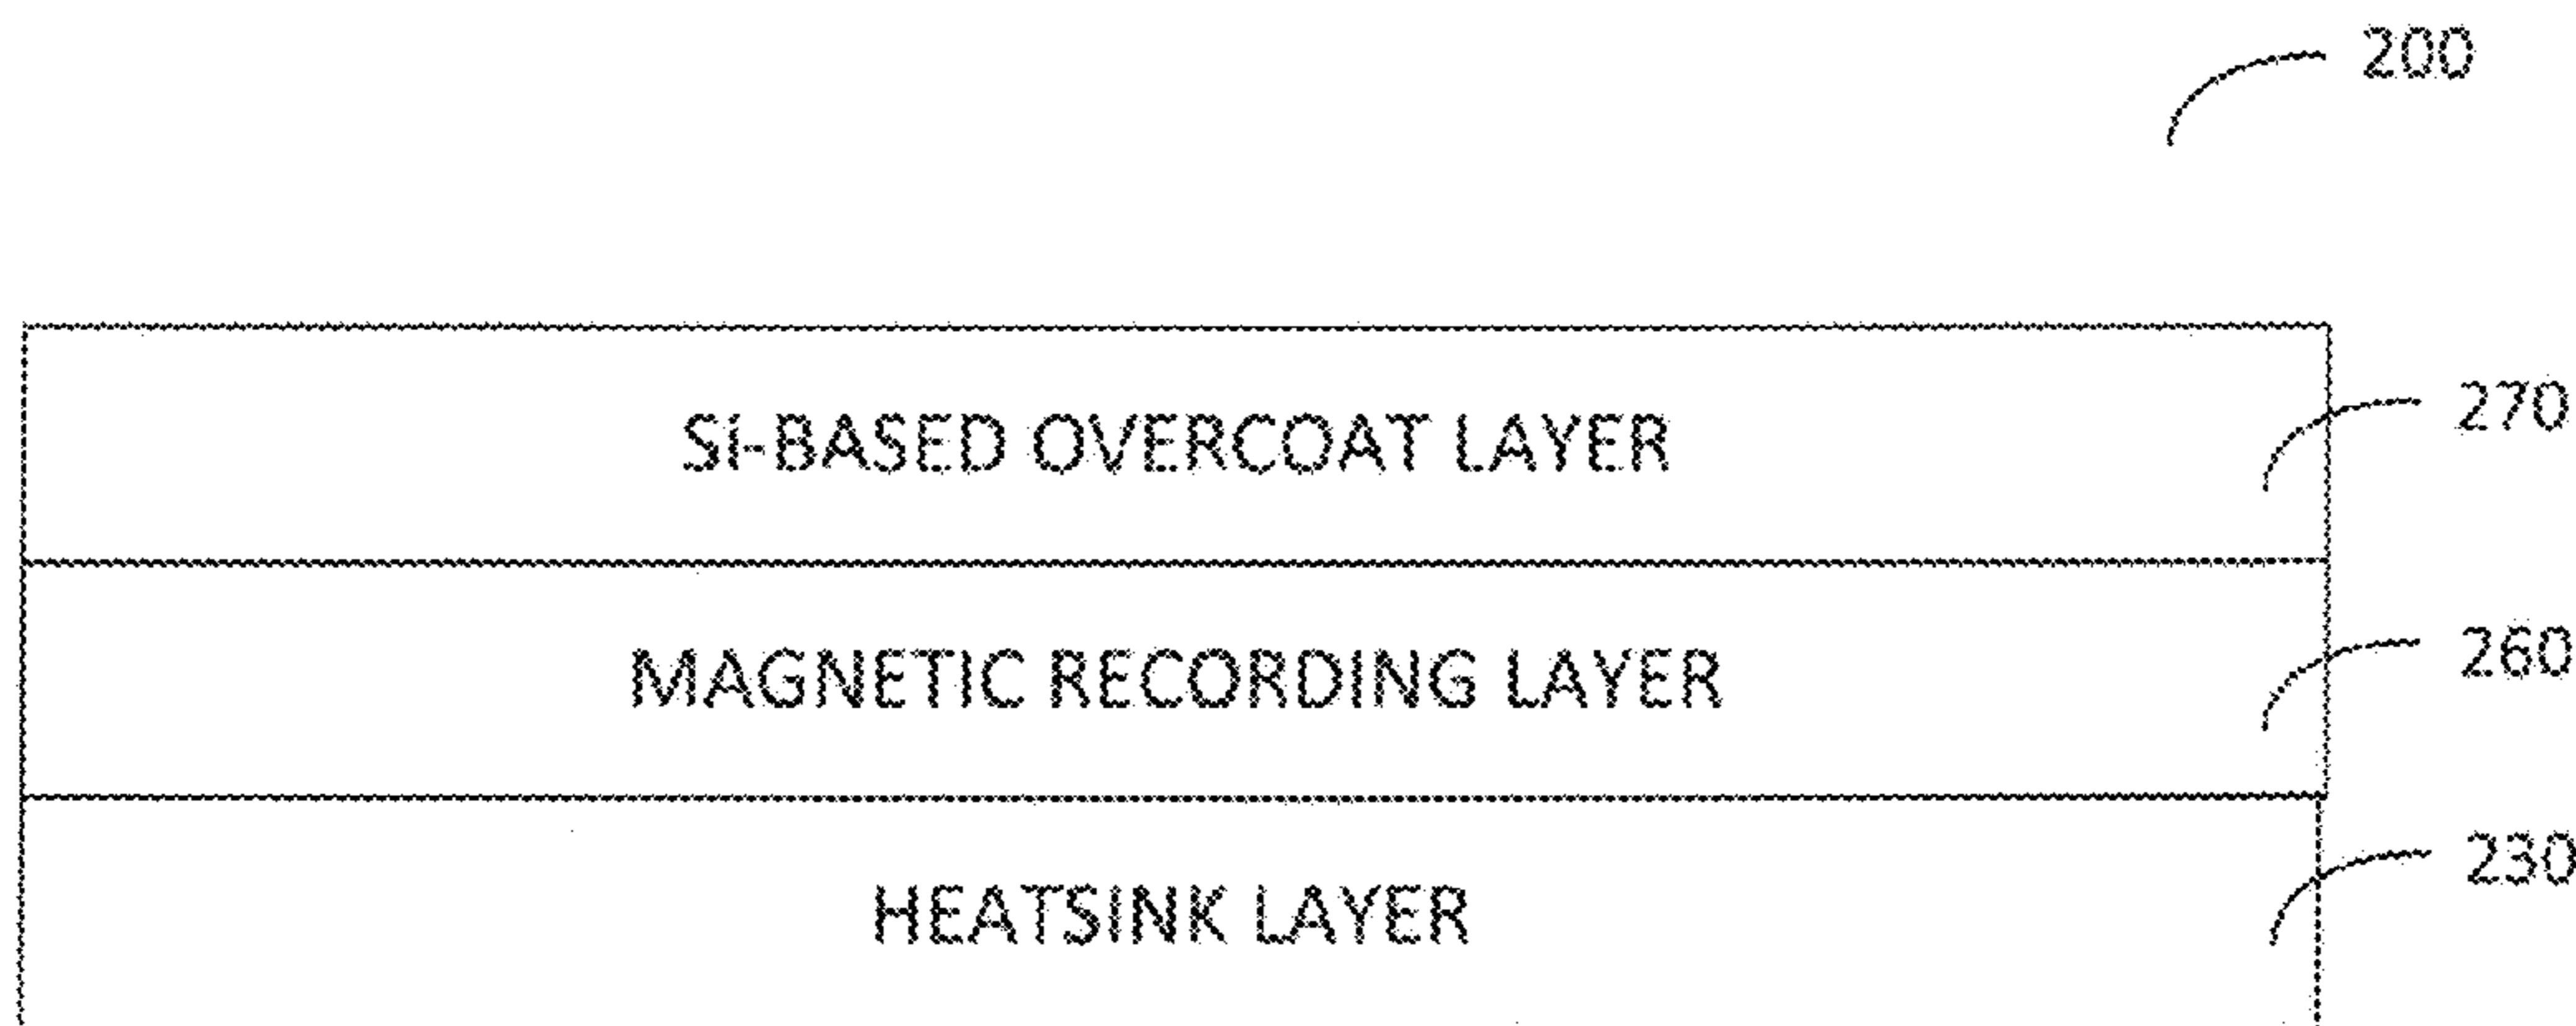 200
Si-BASED OVERCOAT LAYER
270
MAGNETIC RECORDING LAYER
260
HEATSINK LAYER
230